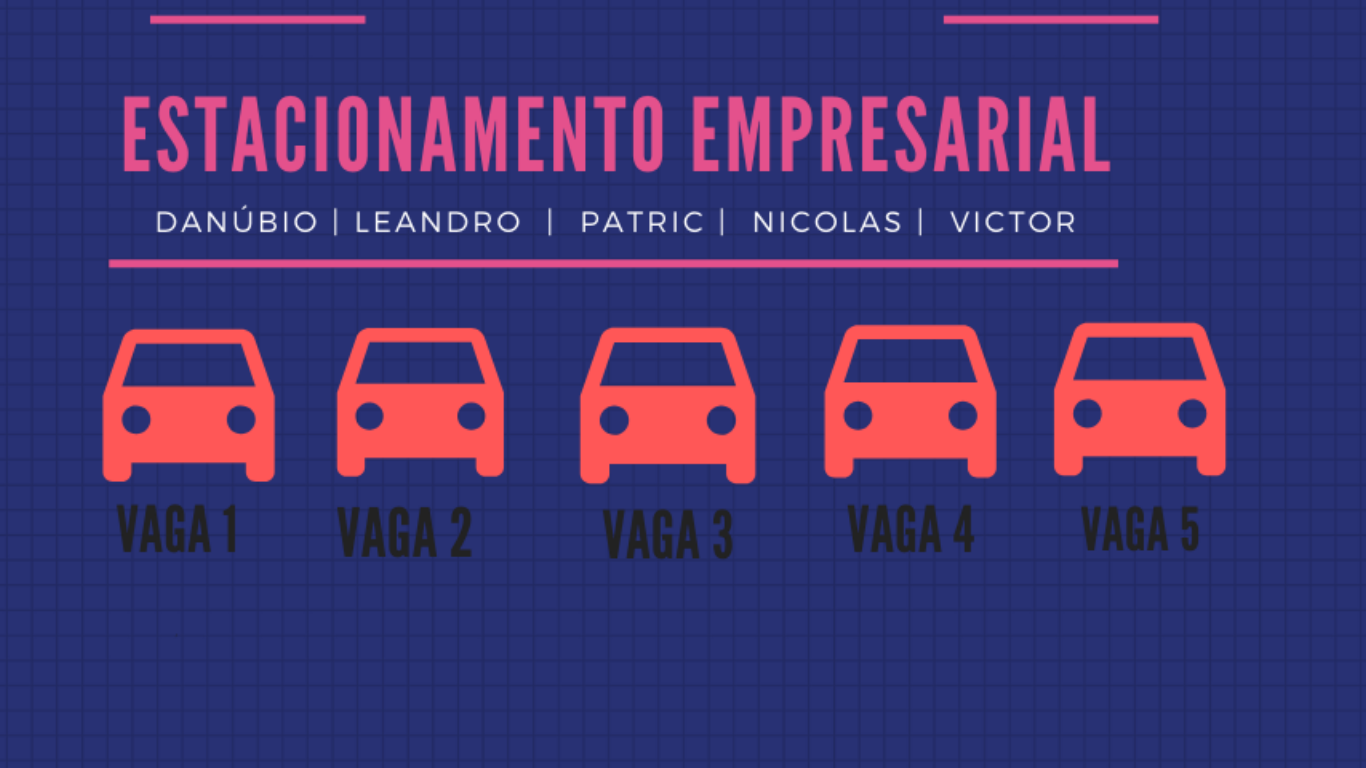 ESTACIONAMENTO EMPRESARIAL
DANÚBIO | LEANDRO | PATRIC | NICOLAS | VICTOR
VAGA 1 VAGA 2 VAGA 3 VAGA 4 VAGA 5